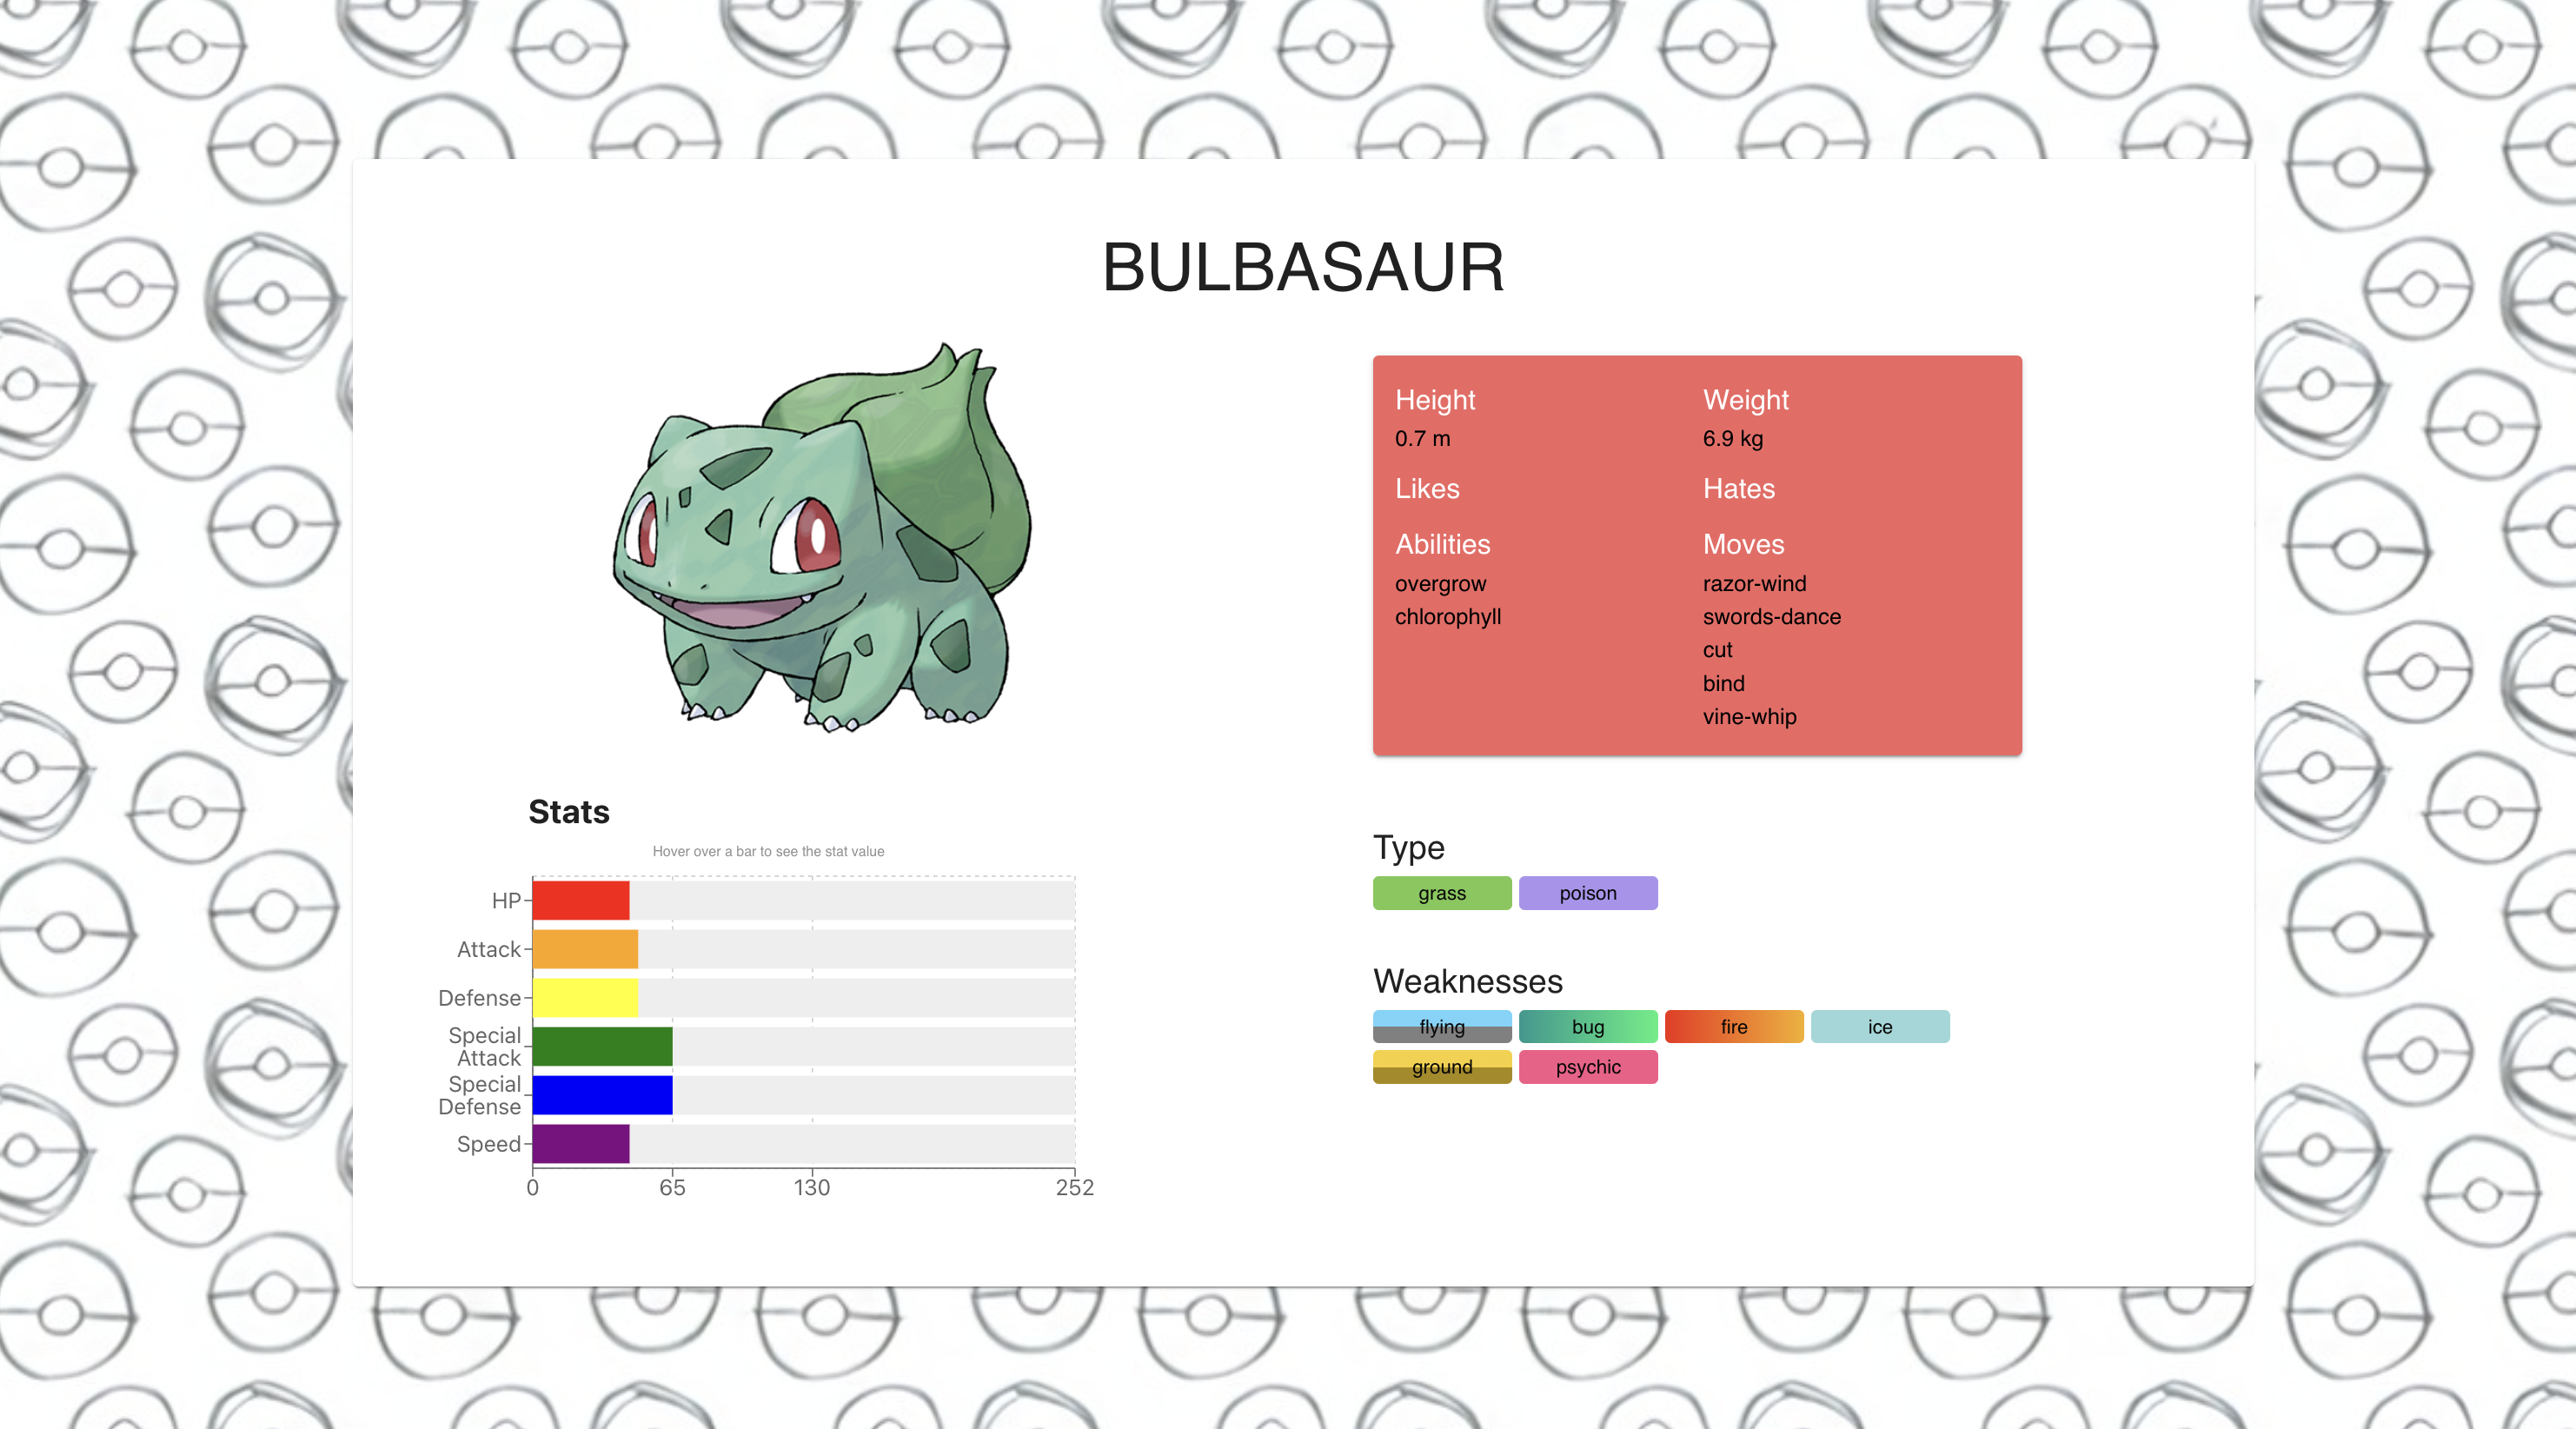 BULBASAUR
Height
0.7 m
Weight
6.9 kg
Likes
Hates
Abilities
overgrow
chlorophyll
Moves
razor-wind
swords-dance
cut
bind
vine-whip
Stats
Hover over a bar to see the stat value
HP
Attack
Defense
Special
Attack
Special
Defense
Speed
0 65 130 252
Type
grass poison
Weaknesses
flying bug fire ice
ground psychic